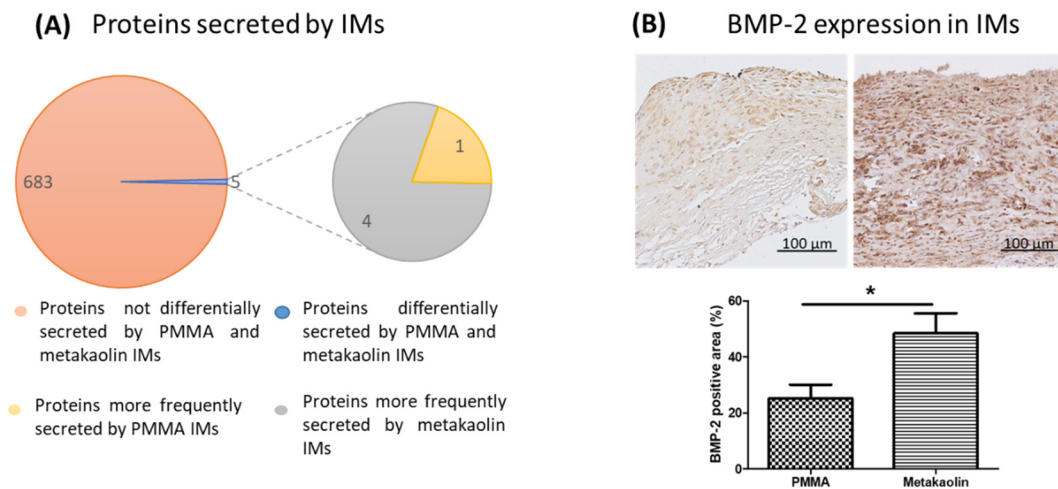 (A) Proteins secreted by IMs
683
5
1
4
Proteins not differentially
secreted by PMMA and
metakaolin IMs
Proteins differentially
secreted by PMMA and
metakaolin IMs
Proteins more frequently
secreted by PMMA IMs
Proteins more frequently
secreted by metakaolin
IMs
(B) BMP-2 expression in IMs
100 µm
100 µm
BMP-2 positive area (%)
60
40
20
0
*
PMMA
Metakaolin